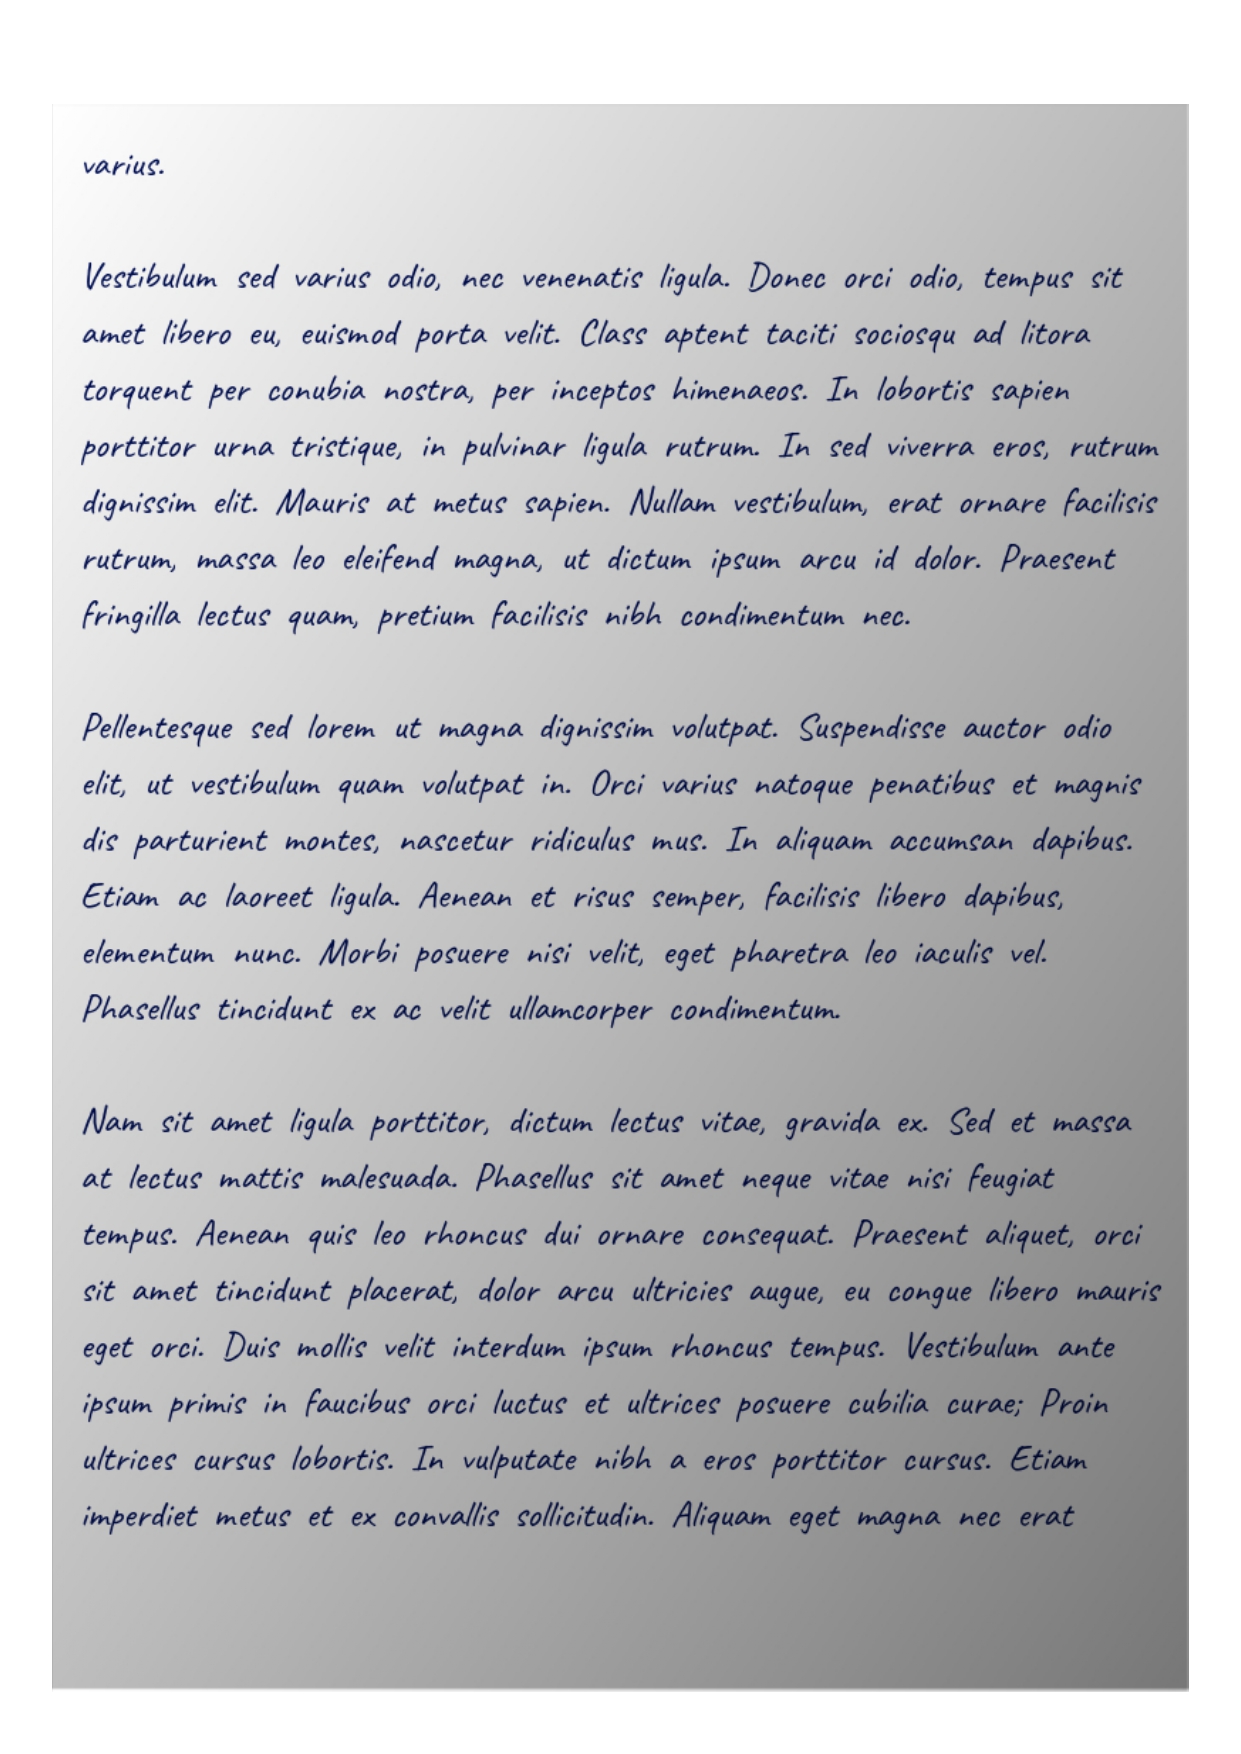 varius.
Vestibulum sed varius odio, nec venenatis ligula. Donec orci odio, tempus sit
amet libero eu, euismod porta velit. Class aptent taciti sociosqu ad litora
torquent per conubia nostra, per inceptos himenaeos. In lobortis sapien
porttitor urna tristique, in pulvinar ligula rutrum. In sed viverra eros, rutrum
dignissim elit. Mauris at metus sapien. Nullam vestibulum, erat ornare facilisis
rutrum, massa leo eleifend magna, ut dictum ipsum arcu id dolor. Praesent
fringilla lectus quam, pretium facilisis nibh condimentum nec.
Pellentesque sed lorem ut magna dignissim volutpat. Suspendisse auctor odio
elit, ut vestibulum quam volutpat in. Orci varius natoque penatibus et magnis
dis parturient montes, nascetur ridiculus mus. In aliquam accumsan dapibus.
Etiam ac laoreet ligula. Aenean et risus semper, facilisis libero dapibus,
elementum nunc. Morbi posuere nisi velit, eget pharetra leo iaculis vel.
Phasellus tincidunt ex ac velit ullamcorper condimentum.
Nam sit amet ligula porttitor, dictum lectus vitae, gravida ex. Sed et massa
at lectus mattis malesuada. Phasellus sit amet neque vitae nisi feugiat
tempus. Aenean quis leo rhoncus dui ornare consequat. Praesent aliquet, orci
sit amet tincidunt placerat, dolor arcu ultricies augue, eu congue libero mauris
eget orci. Duis mollis velit interdum ipsum rhoncus tempus. Vestibulum ante
ipsum primis in faucibus orci luctus et ultrices posuere cubilia curae; Proin
ultrices cursus lobortis. In vulputate nibh a eros porttitor cursus. Etiam
imperdiet metus et ex convallis sollicitudin. Aliquam eget magna nec erat